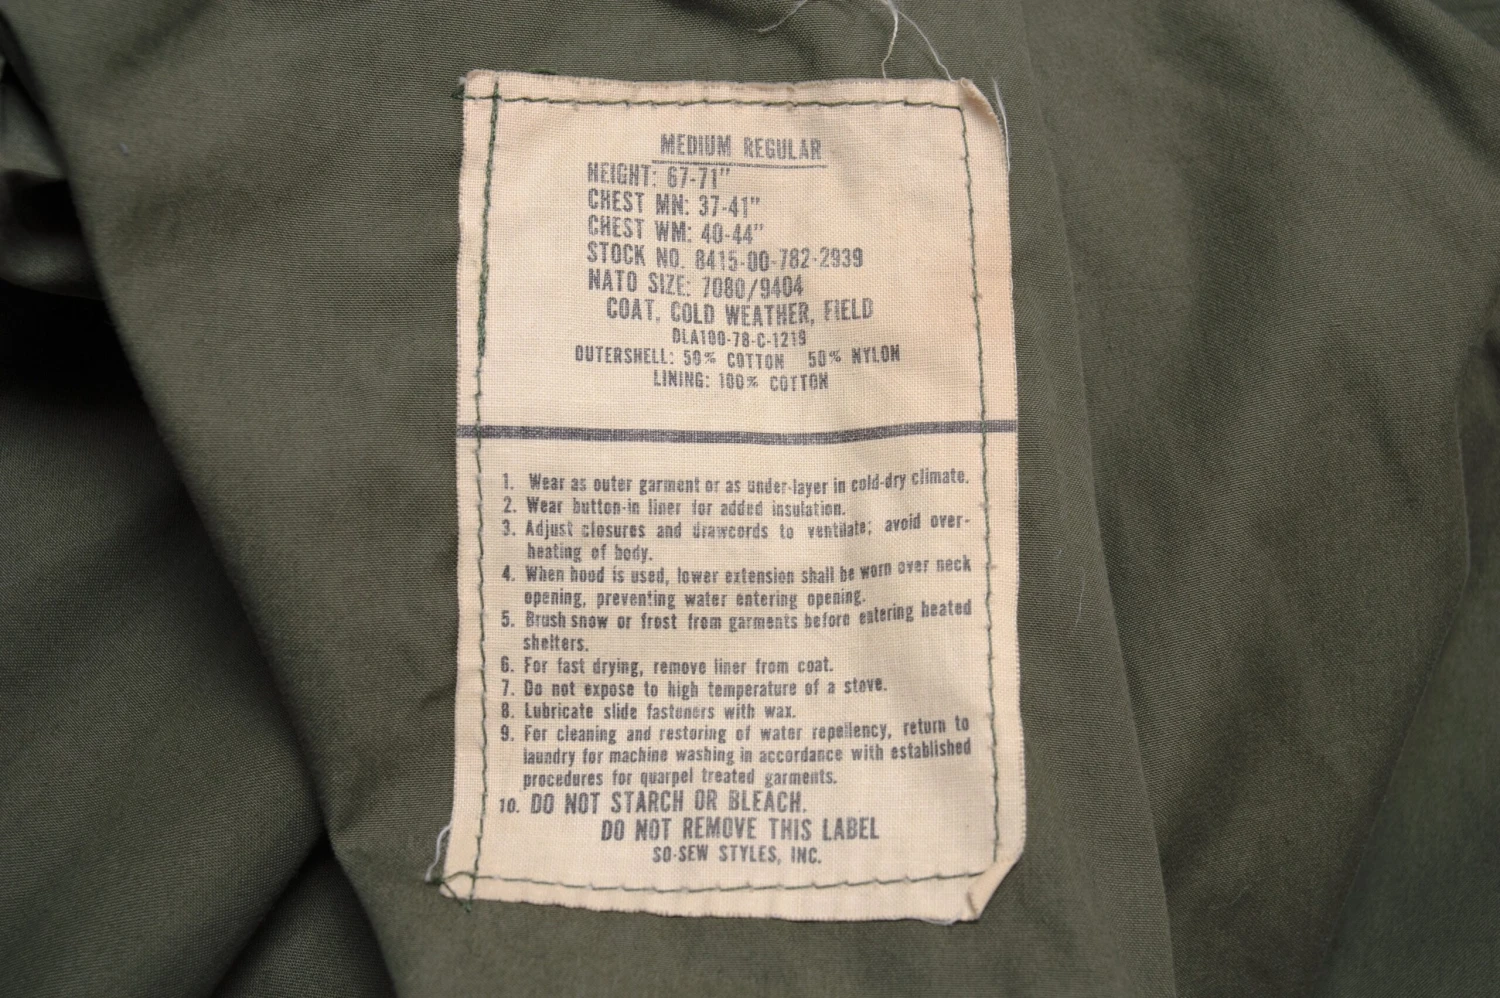 MEDIUM REGULAR
HEIGHT: 67-71"
CHEST MN: 37-41"
CHEST WM: 40-44"
STOCK NO. 8415-00-782-2939
NATO SIZE: 7080/9404
COAT, COLD WEATHER, FIELD
DLA100-78-C-1219
OUTERSHELL: 50% COTTON 50% NYLON
LINING: 100% COTTON
1. Wear as outer garment or as under-layer in cold-dry climate.
2. Wear button-in liner for added insulation.
3. Adjust closures and drawcords to ventilate; avoid over-
heating of body.
4. When hood is used, lower extension shall be worn over neck
opening, preventing water entering opening.
5. Brush snow or frost from garments before entering heated
shelters.
6. For fast drying, remove liner from coat.
7. Do not expose to high temperature of a stove.
8. Lubricate slide fasteners with wax.
9. For cleaning and restoring of water repellency, return to
laundry for machine washing in accordance with established
procedures for quarpel treated garments.
10. DO NOT STARCH OR BLEACH.
DO NOT REMOVE THIS LABEL
SO-SEW STYLES, INC.